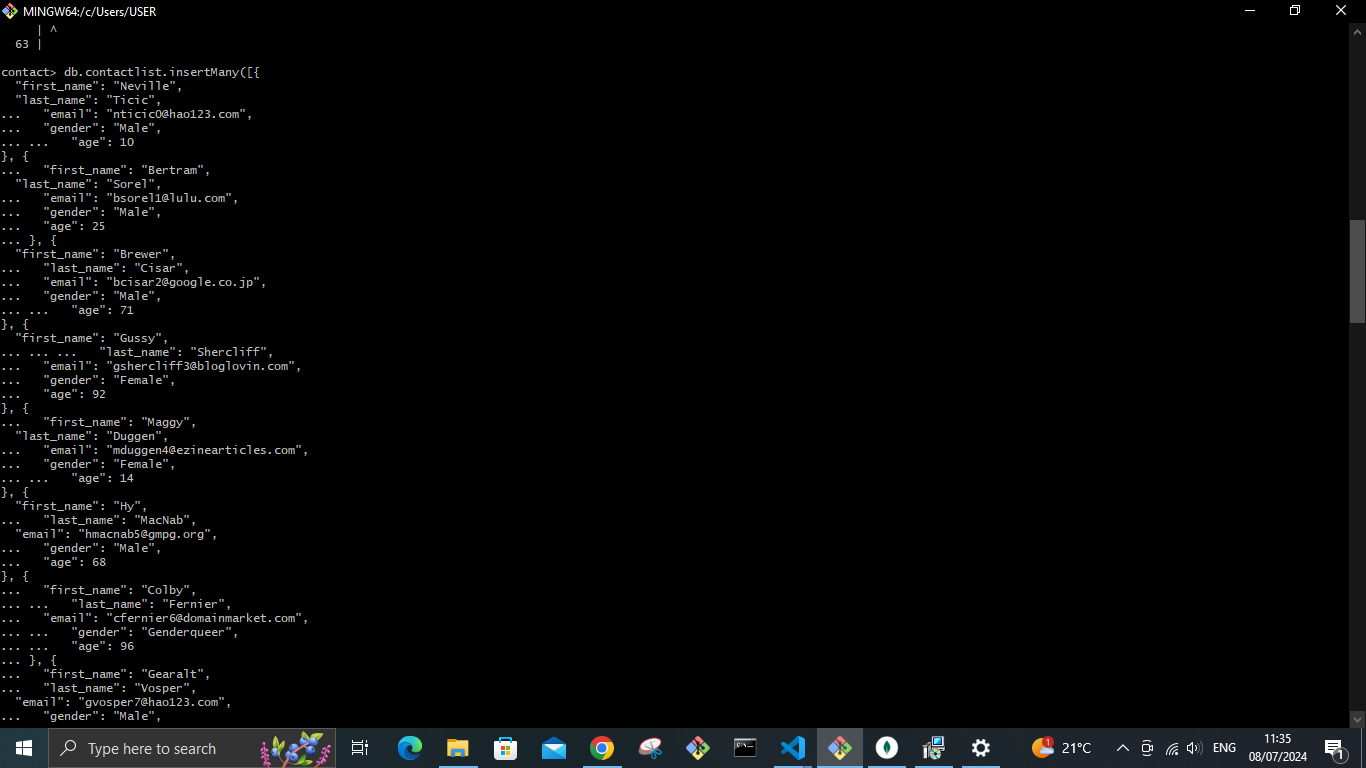 MINGW64:/c/Users/USER
| ^
63 |
contact> db.contactlist.insertMany([{
"first_name": "Neville",
"last_name": "Ticic",
... "email": "nticic0@hao123.com",
... "gender": "Male",
... ... "age": 10
}, {
... "first_name": "Bertram",
"last_name": "Sorel",
... "email": "bsorel1@lulu.com",
... "gender": "Male",
... "age": 25
... }, {
"first_name": "Brewer",
... "last_name": "Cisar",
... "email": "bcisar2@google.co.jp",
... "gender": "Male",
... ... "age": 71
}, {
"first_name": "Gussy",
... ... ... "last_name": "Shercliff",
... "email": "gshercliff3@bloglovin.com",
... "gender": "Female",
... "age": 92
}, {
... "first_name": "Maggy",
"last_name": "Duggen",
... "email": "mduggen4@ezinearticles.com",
... "gender": "Female",
... ... "age": 14
}, {
"first_name": "Hy",
... "last_name": "MacNab",
"email": "hmacnab5@gmpg.org",
... "gender": "Male",
... "age": 68
}, {
... "first_name": "Colby",
... ... "last_name": "Fernier",
... "email": "cfernier6@domainmarket.com",
... ... "gender": "Genderqueer",
... ... "age": 96
... }, {
... "first_name": "Gearalt",
... "last_name": "Vosper",
"email": "gvosper7@hao123.com",
... "gender": "Male",
Type here to search
1
21°C
ENG
11:35
08/07/2024
1